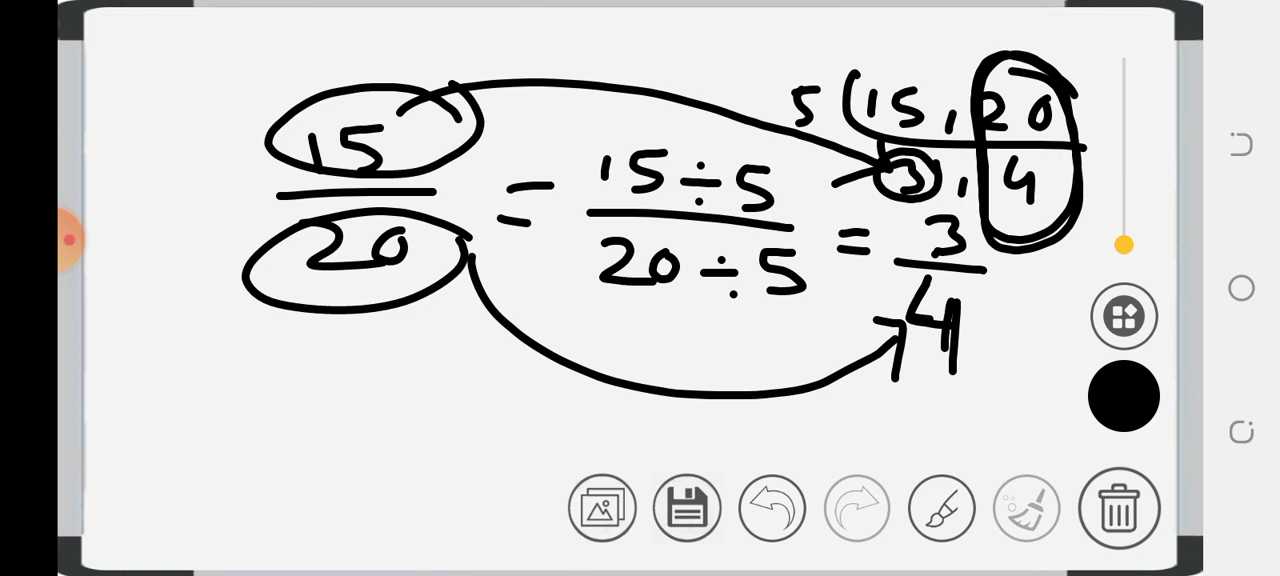 15/20 = 15÷5/20÷5 = 3/4
5 (15, 20
3, 4